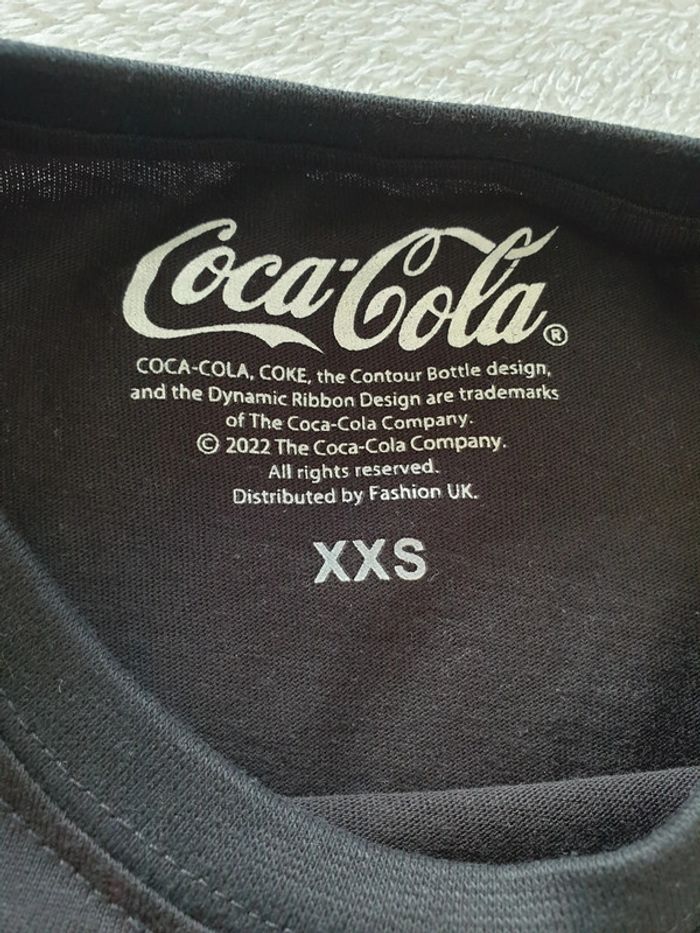 Coca-Cola®
COCA-COLA, COKE, the Contour Bottle design,
and the Dynamic Ribbon Design are trademarks
of The Coca-Cola Company.
© 2022 The Coca-Cola Company.
All rights reserved.
Distributed by Fashion UK.
XXS